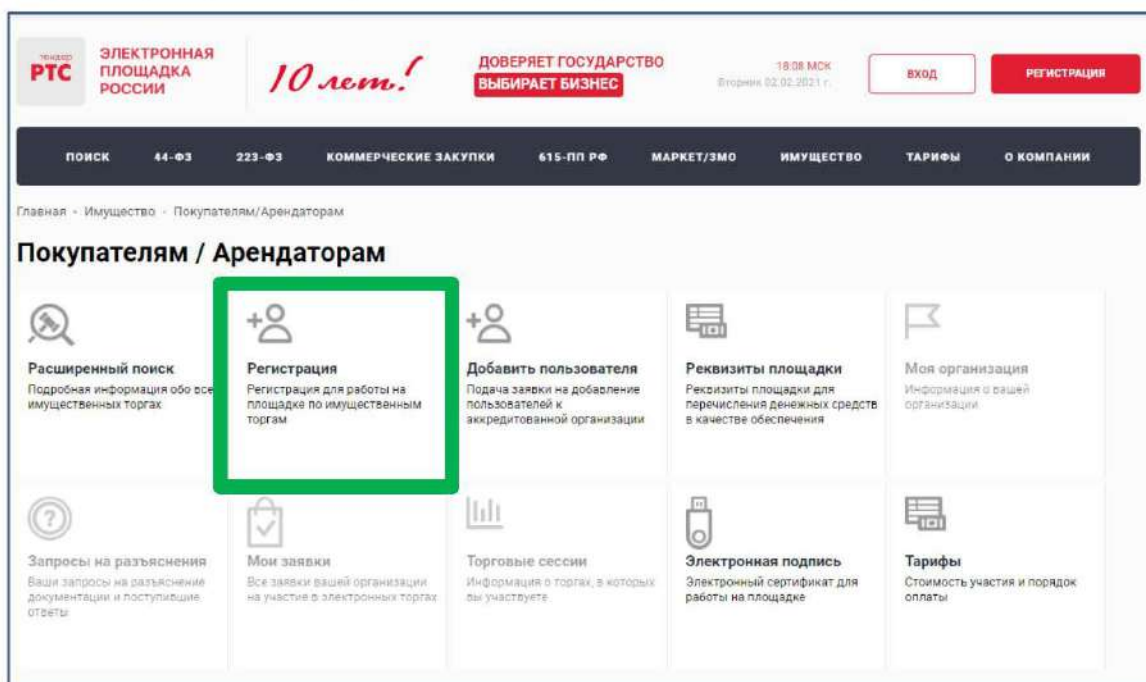 тендер
РТС
ЭЛЕКТРОННАЯ
ПЛОЩАДКА
РОССИИ
10 лет!
ДОВЕРЯЕТ ГОСУДАРСТВО
ВЫБИРАЕТ БИЗНЕС
18:08 МСК
Вторник 02.02.2021 г.
ВХОД
РЕГИСТРАЦИЯ
ПОИСК 44-ФЗ 223-ФЗ КОММЕРЧЕСКИЕ ЗАКУПКИ 615-ПП РФ МАРКЕТ/ЗМО ИМУЩЕСТВО ТАРИФЫ О КОМПАНИИ
Главная - Имущество - Покупателям/Арендаторам
Покупателям / Арендаторам
Расширенный поиск
Подробная информация обо все
имущественных торгах
Регистрация
Регистрация для работы на
площадке по имущественным
торгам
Добавить пользователя
Подача заявки на добавление
пользователей к
аккредитованной организации
Реквизиты площадки
Реквизиты площадки для
перечисления денежных средств
в качестве обеспечения
Моя организация
Информация о вашей
организации
Запросы на разъяснения
Ваши запросы на разъяснение
документации и поступившие
ответы
Мои заявки
Все заявки вашей организации
на участие в электронных торгах
Торговые сессии
Информация о торгах, в которых
вы участвуете
Электронная подпись
Электронный сертификат для
работы на площадке
Тарифы
Стоимость участия и порядок
оплаты